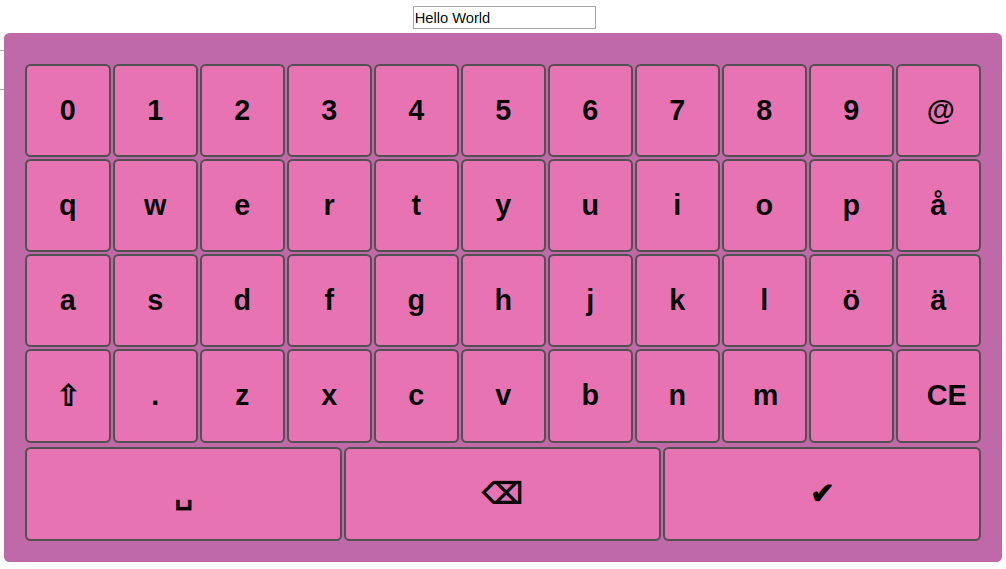 Hello World
0 1 2 3 4 5 6 7 8 9 @
q w e r t y u i o p å
a s d f g h j k l ö ä
⇧ . z x c v b n m CE
␣ ⌫ ✔